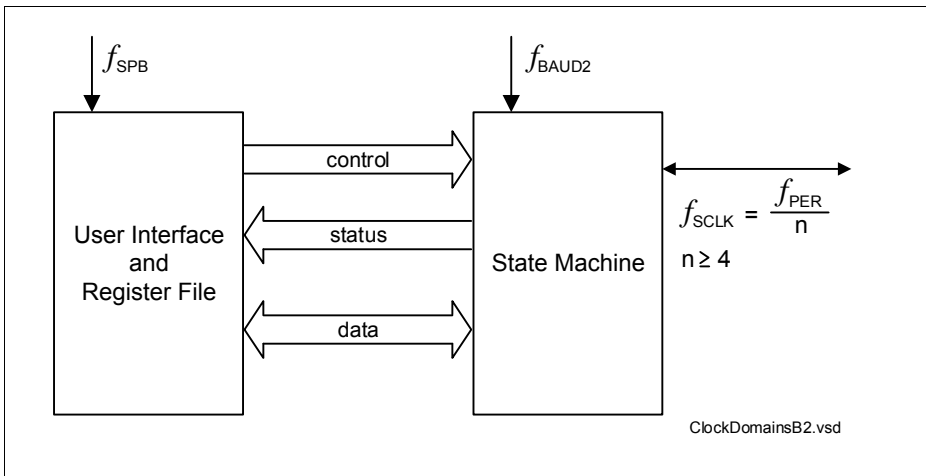 fSPB
fBAUD2
control
status
data
User Interface
and
Register File
State Machine
fSCLK = fPER
n
n ≥ 4
ClockDomainsB2.vsd